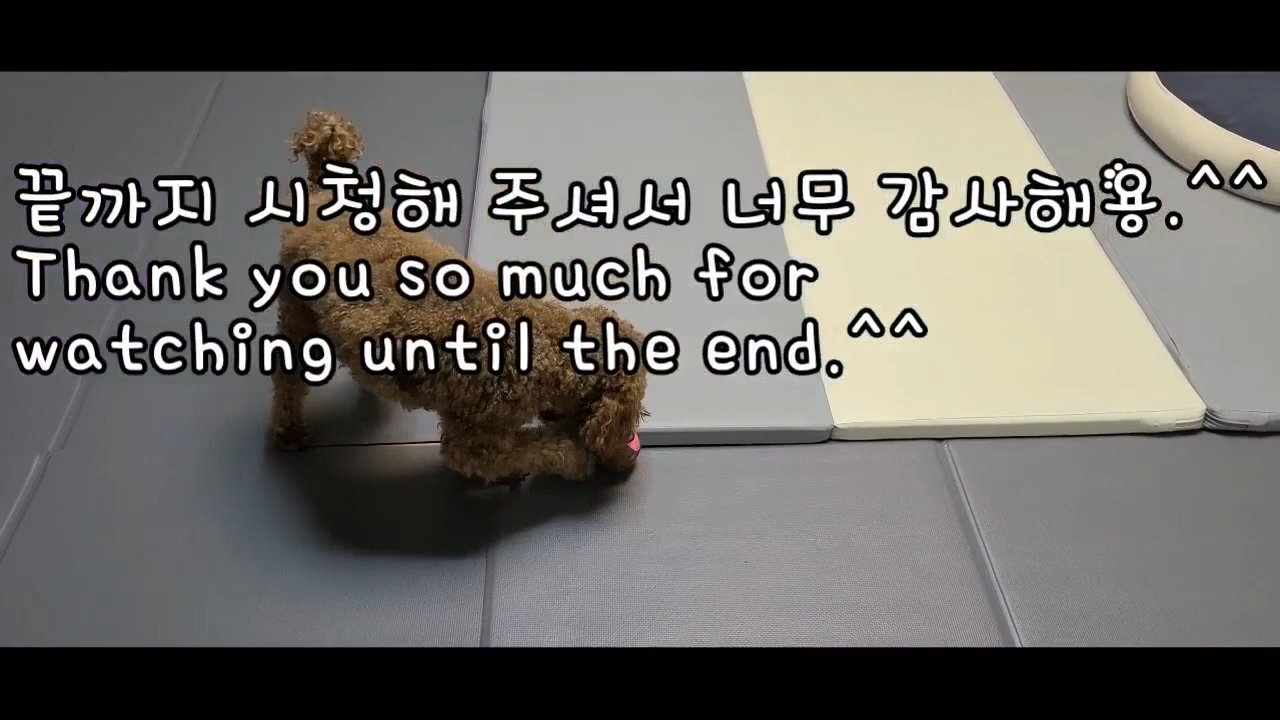 끝까지 시청해 주셔서 너무 감사해용.^^
Thank you so much for
watching until the end.^^